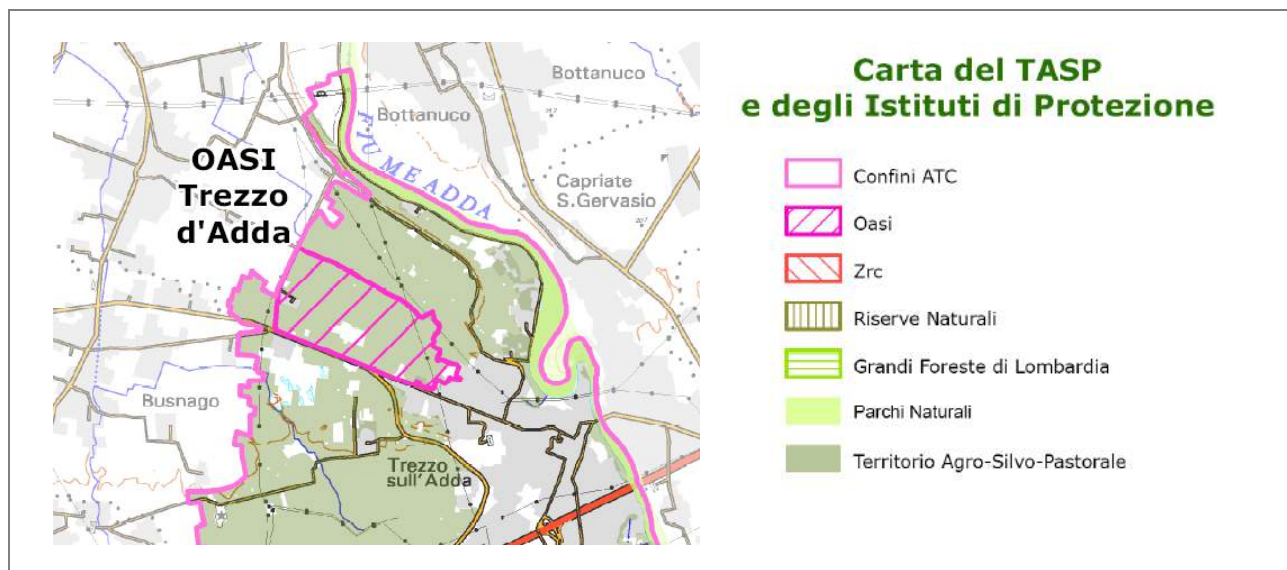 OASI
Trezzo
d'Adda
Bottanuco
Bottanuco
FIUME ADDA
Capriate
S.Gervasio
Busnago
Trezzo
sull'Adda
Carta del TASP
e degli Istituti di Protezione
Confini ATC
Oasi
Zrc
Riserve Naturali
Grandi Foreste di Lombardia
Parchi Naturali
Territorio Agro-Silvo-Pastorale